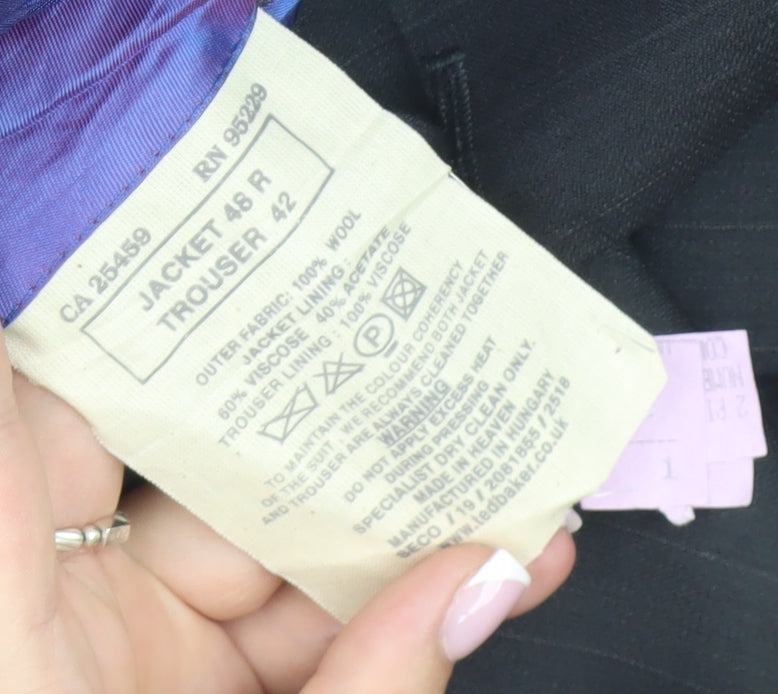 CA 25459 RN 95229
JACKET 48 R
TROUSER 42
OUTER FABRIC: 100% WOOL
JACKET LINING :
60% VISCOSE 40% ACETATE
TROUSER LINING : 100% VISCOSE
P
TO MAINTAIN THE COLOUR COHERENCY
OF THE SUIT : WE RECOMMEND BOTH JACKET
AND TROUSER ARE ALWAYS CLEANED TOGETHER
WARNING
DO NOT APPLY EXCESS HEAT
DURING PRESSING
SPECIALIST DRY CLEAN ONLY.
MADE IN HEAVEN
MANUFACTURED IN HUNGARY
SECO / 19 / 2081855 / 2518
www.tedbaker.co.uk